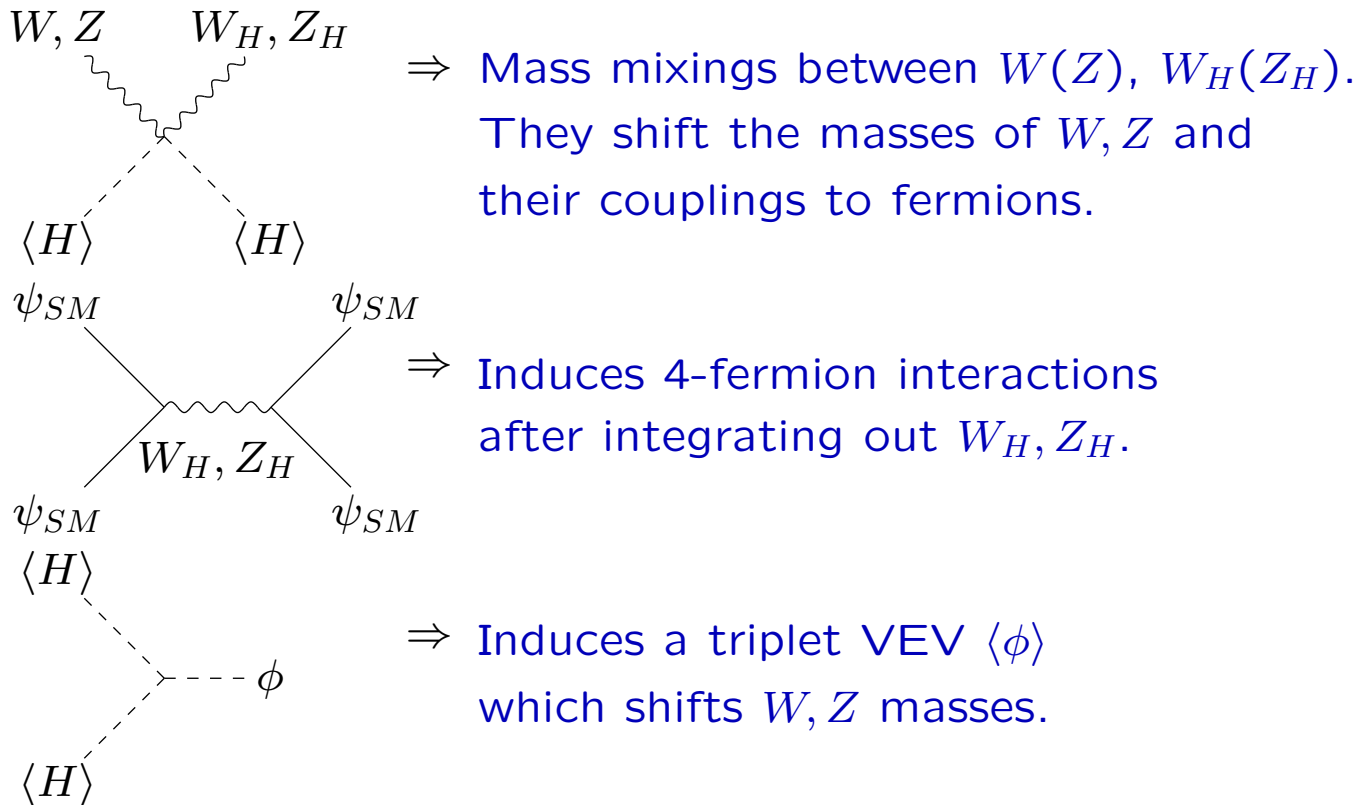 W, Z W_H, Z_H
⇒ Mass mixings between W(Z), W_H(Z_H).
They shift the masses of W, Z and
their couplings to fermions.
⟨H⟩ ⟨H⟩
ψ_SM ψ_SM
⇒ Induces 4-fermion interactions
after integrating out W_H, Z_H.
W_H, Z_H
ψ_SM ψ_SM
⟨H⟩
⇒ Induces a triplet VEV ⟨ϕ⟩
ϕ
which shifts W, Z masses.
⟨H⟩